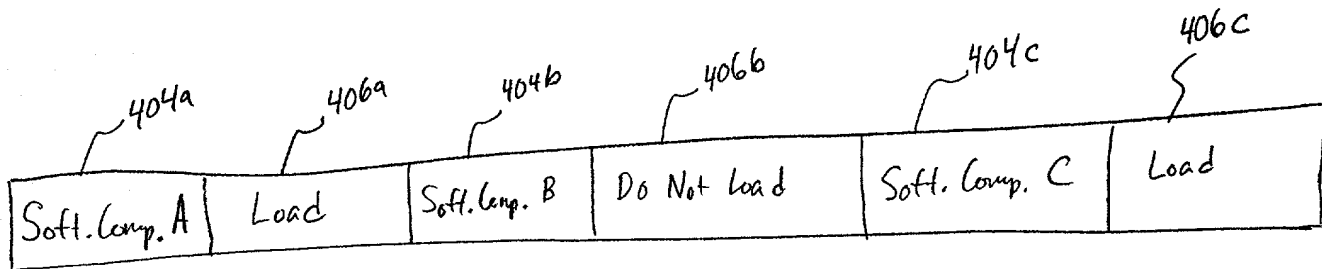 404a 406a 404b 406b 404c 406c
Soft. Comp. A Load Soft. Comp. B Do Not Load Soft. Comp. C Load